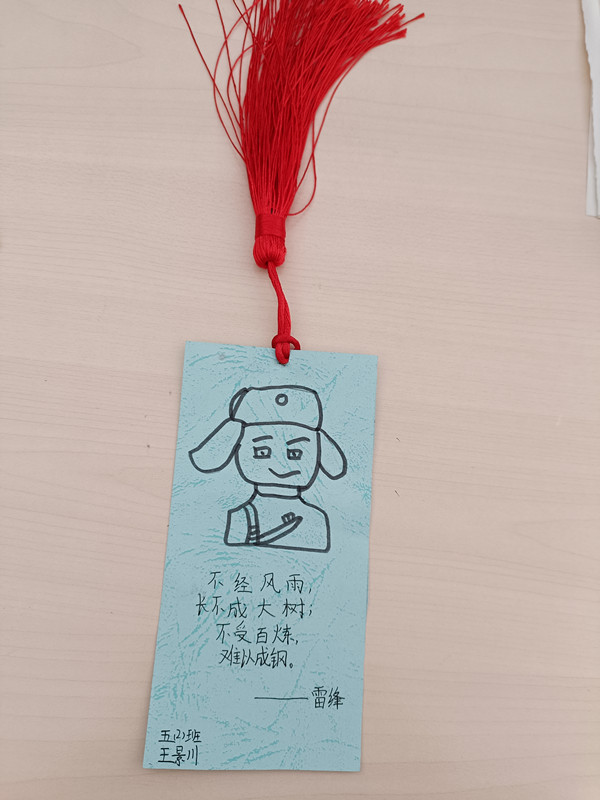 不经风雨,
长不成大树;
不受百炼,
难以成钢。
——雷锋
五(2)班
王景川